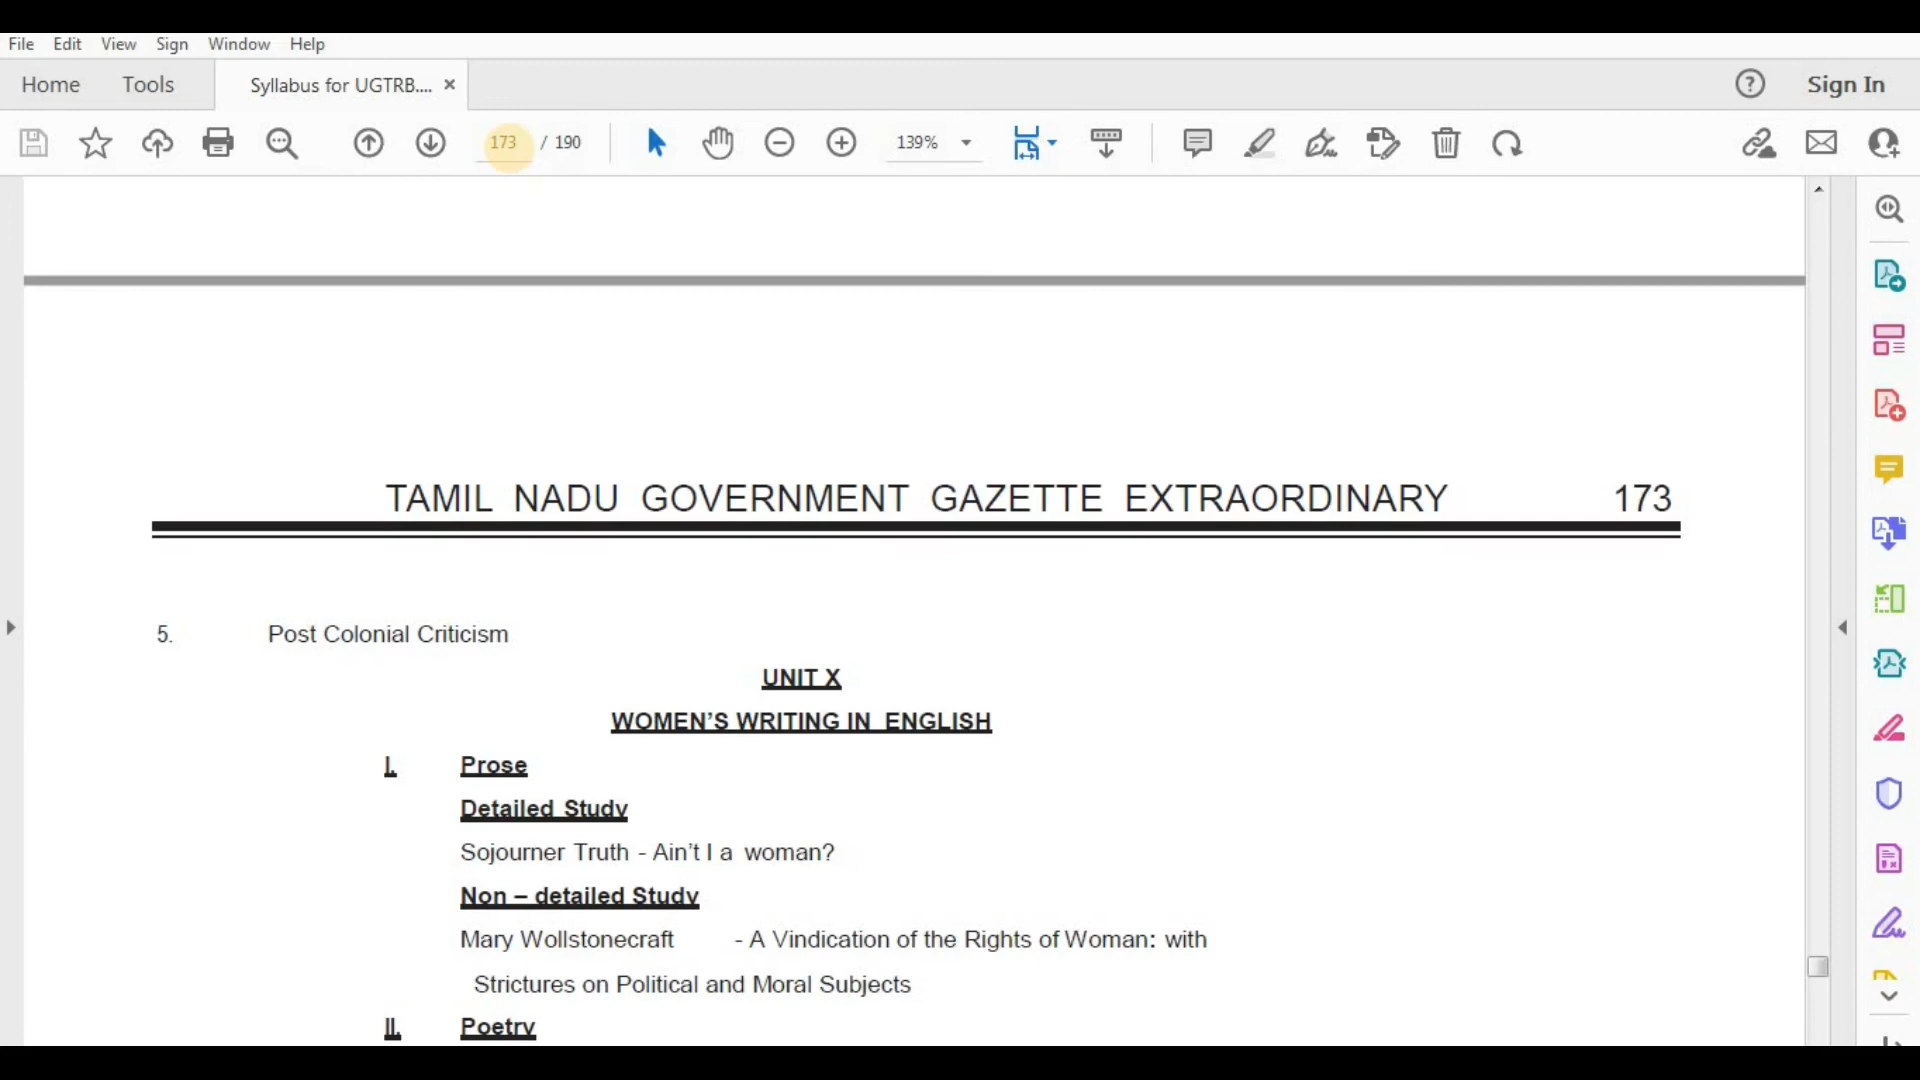 File Edit View Sign Window Help
Home Tools Syllabus for UGTRB.... × Sign In
173 / 190 139%
TAMIL NADU GOVERNMENT GAZETTE EXTRAORDINARY 173
5. Post Colonial Criticism
UNIT X
WOMEN'S WRITING IN ENGLISH
I. Prose
Detailed Study
Sojourner Truth - Ain't I a woman?
Non – detailed Study
Mary Wollstonecraft - A Vindication of the Rights of Woman: with
Strictures on Political and Moral Subjects
II. Poetry